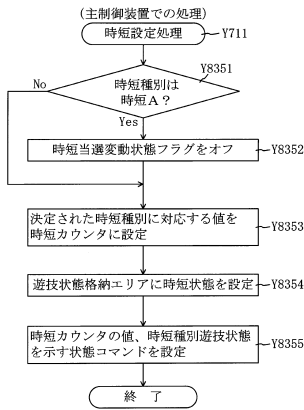 (主制御装置での処理)
時短設定処理
Y711
時短種別は
時短A?
Y8351
No
Yes
時短当選変動状態フラグをオフ
Y8352
決定された時短種別に対応する値を
時短カウンタに設定
Y8353
遊技状態格納エリアに時短状態を設定
Y8354
時短カウンタの値、時短種別遊技状態
を示す状態コマンドを設定
Y8355
終 了